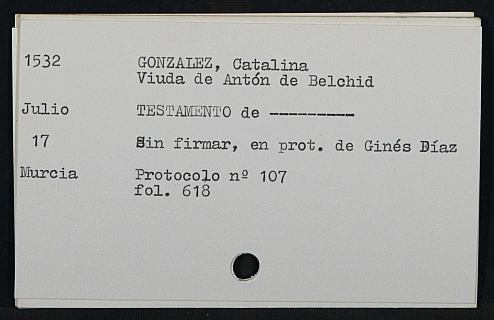 1532 GONZALEZ, Catalina
Viuda de Antón de Belchid
Julio TESTAMENTO de ---------
17 Sin firmar, en prot. de Ginés Díaz
Murcia Protocolo nº 107
fol. 618